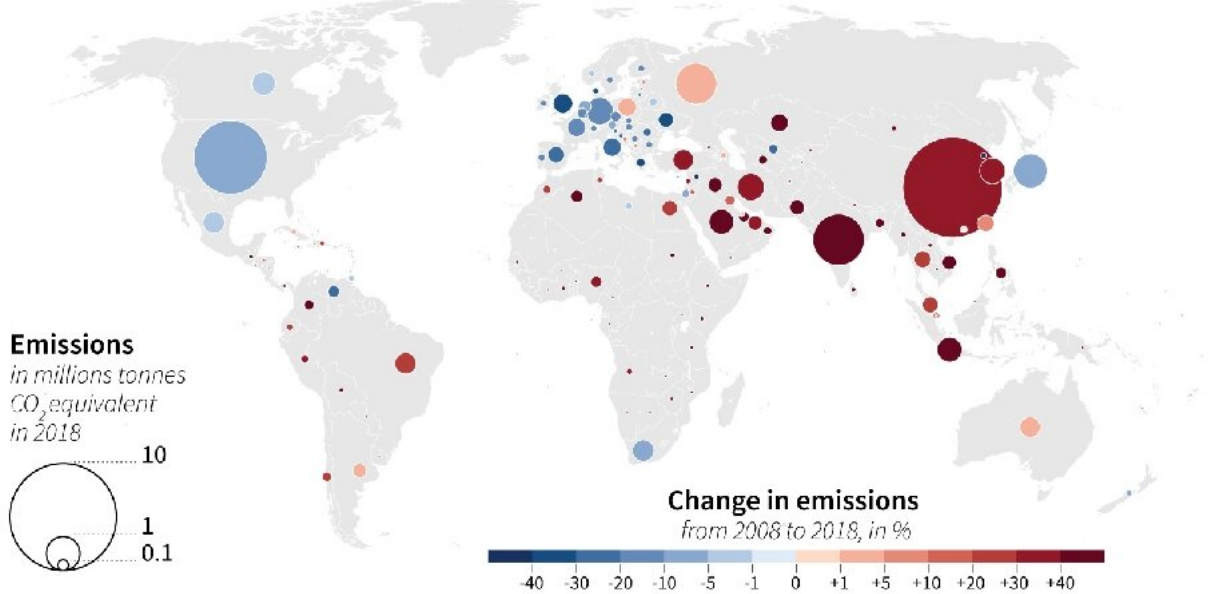 Emissions
in millions tonnes
CO₂ equivalent
in 2018
10
1
0.1
Change in emissions
from 2008 to 2018, in %
-40 -30 -20 -10 -5 -1 0 +1 +5 +10 +20 +30 +40